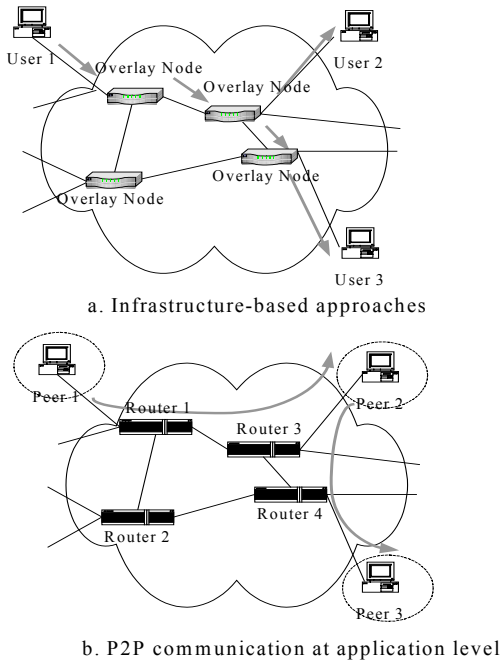 User 1
Overlay Node
Overlay Node
User 2
Overlay Node
Overlay Node
User 3
a. Infrastructure-based approaches
Peer 1
Router 1
Peer 2
Router 3
Router 4
Router 2
Peer 3
b. P2P communication at application level